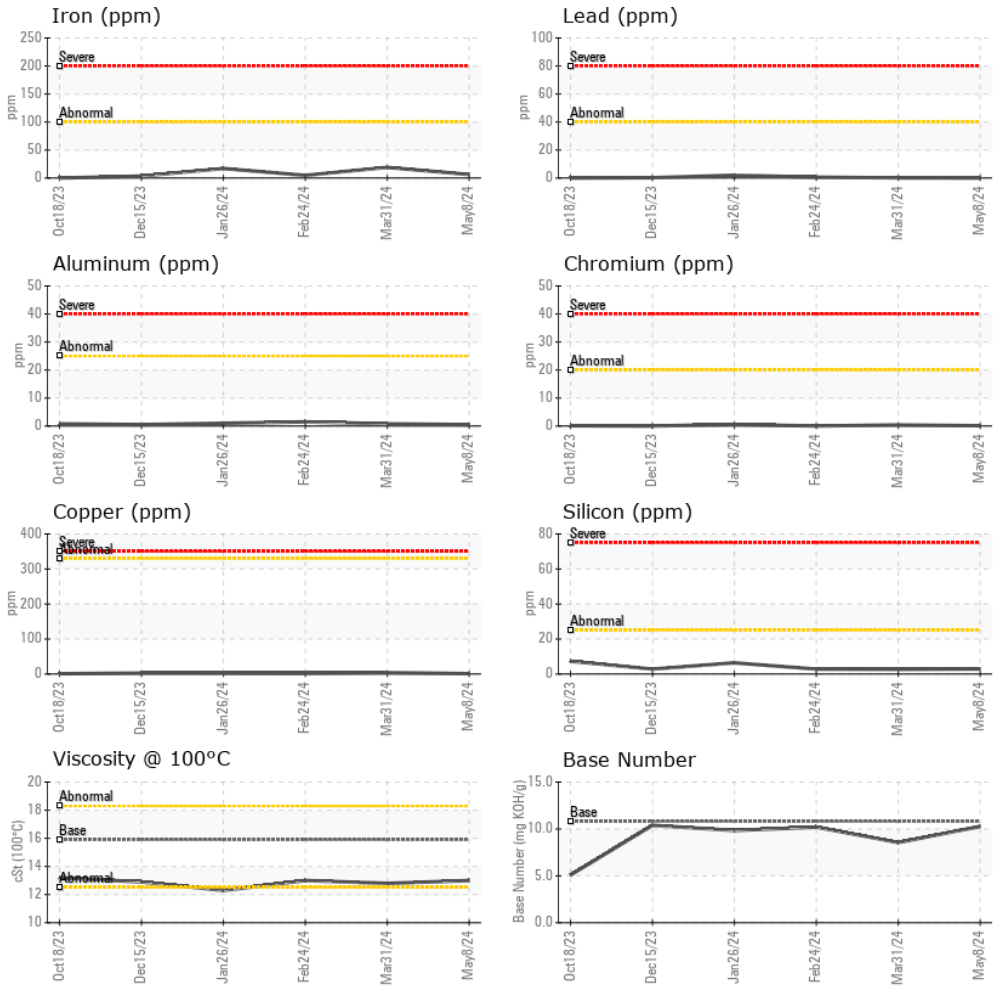 Iron (ppm)
250
200
150
100
50
0
ppm
Severe
Abnormal
Oct18/23
Dec15/23
Jan26/24
Feb24/24
Mar31/24
May8/24
Lead (ppm)
100
80
60
40
20
0
ppm
Severe
Abnormal
Oct18/23
Dec15/23
Jan26/24
Feb24/24
Mar31/24
May8/24
Aluminum (ppm)
50
40
30
20
10
0
ppm
Severe
Abnormal
Oct18/23
Dec15/23
Jan26/24
Feb24/24
Mar31/24
May8/24
Chromium (ppm)
50
40
30
20
10
0
ppm
Severe
Abnormal
Oct18/23
Dec15/23
Jan26/24
Feb24/24
Mar31/24
May8/24
Copper (ppm)
400
300
200
100
0
ppm
Severe
Abnormal
Oct18/23
Dec15/23
Jan26/24
Feb24/24
Mar31/24
May8/24
Silicon (ppm)
80
60
40
20
0
ppm
Severe
Abnormal
Oct18/23
Dec15/23
Jan26/24
Feb24/24
Mar31/24
May8/24
Viscosity @ 100°C
20
18
16
14
12
10
cSt (100°C)
Abnormal
Base
Abnormal
Oct18/23
Dec15/23
Jan26/24
Feb24/24
Mar31/24
May8/24
Base Number
15.0
10.0
5.0
0.0
Base Number (mg KOH/g)
Base
Oct18/23
Dec15/23
Jan26/24
Feb24/24
Mar31/24
May8/24